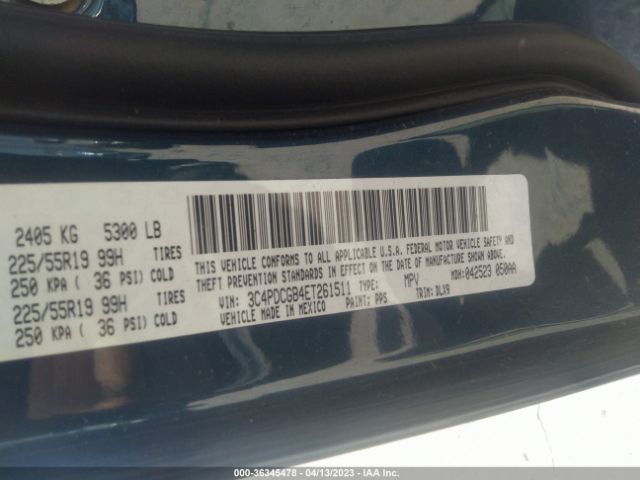 2405 KG 5300 LB
225/55R19 99H TIRES
250 KPA ( 36 PSI) COLD
225/55R19 99H TIRES
250 KPA ( 36 PSI) COLD
THIS VEHICLE CONFORMS TO ALL APPLICABLE U.S.A. FEDERAL MOTOR VEHICLE SAFETY AND
THEFT PREVENTION STANDARDS IN EFFECT ON THE DATE OF MANUFACTURE SHOWN ABOVE.
VIN: 3C4PDCGB4ET261511 TYPE: MPV MDH: 042523 050AA
VEHICLE MADE IN MEXICO PAINT: PPS TRIM: DLX9
000-36345478 - 04/13/2023 - IAA Inc.